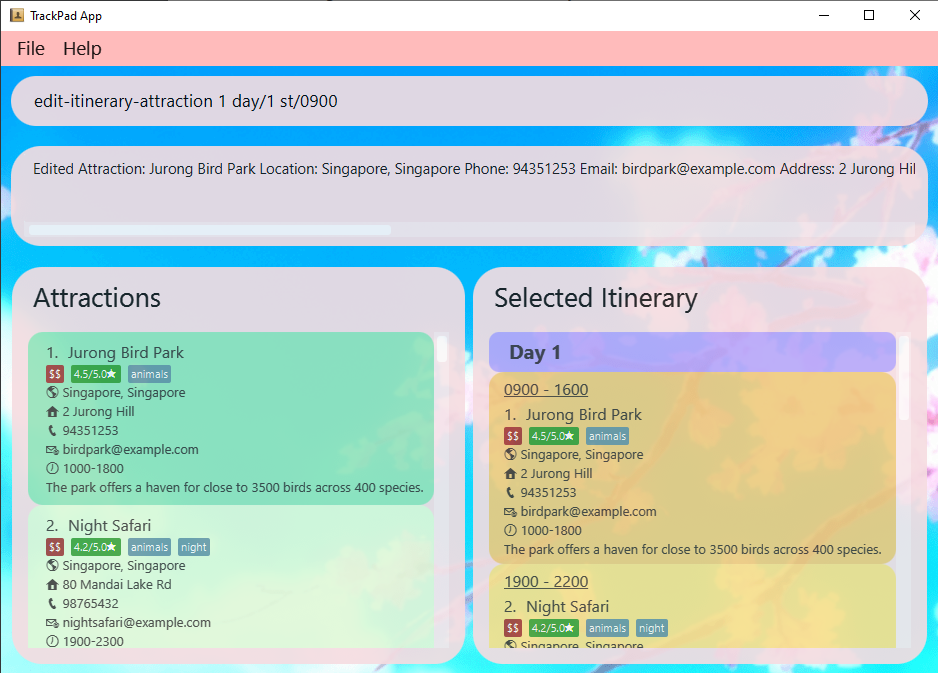 TrackPad App
File Help
edit-itinerary-attraction 1 day/1 st/0900
Edited Attraction: Jurong Bird Park Location: Singapore, Singapore Phone: 94351253 Email: birdpark@example.com Address: 2 Jurong Hil
Attractions
1. Jurong Bird Park
$$ 4.5/5.0★ animals
Singapore, Singapore
2 Jurong Hill
94351253
birdpark@example.com
1000-1800
The park offers a haven for close to 3500 birds across 400 species.
2. Night Safari
$$ 4.2/5.0★ animals night
Singapore, Singapore
80 Mandai Lake Rd
98765432
nightsafari@example.com
1900-2300
Selected Itinerary
Day 1
0900 - 1600
1. Jurong Bird Park
$$ 4.5/5.0★ animals
Singapore, Singapore
2 Jurong Hill
94351253
birdpark@example.com
1000-1800
The park offers a haven for close to 3500 birds across 400 species.
1900 - 2200
2. Night Safari
$$ 4.2/5.0★ animals night
Singapore, Singapore